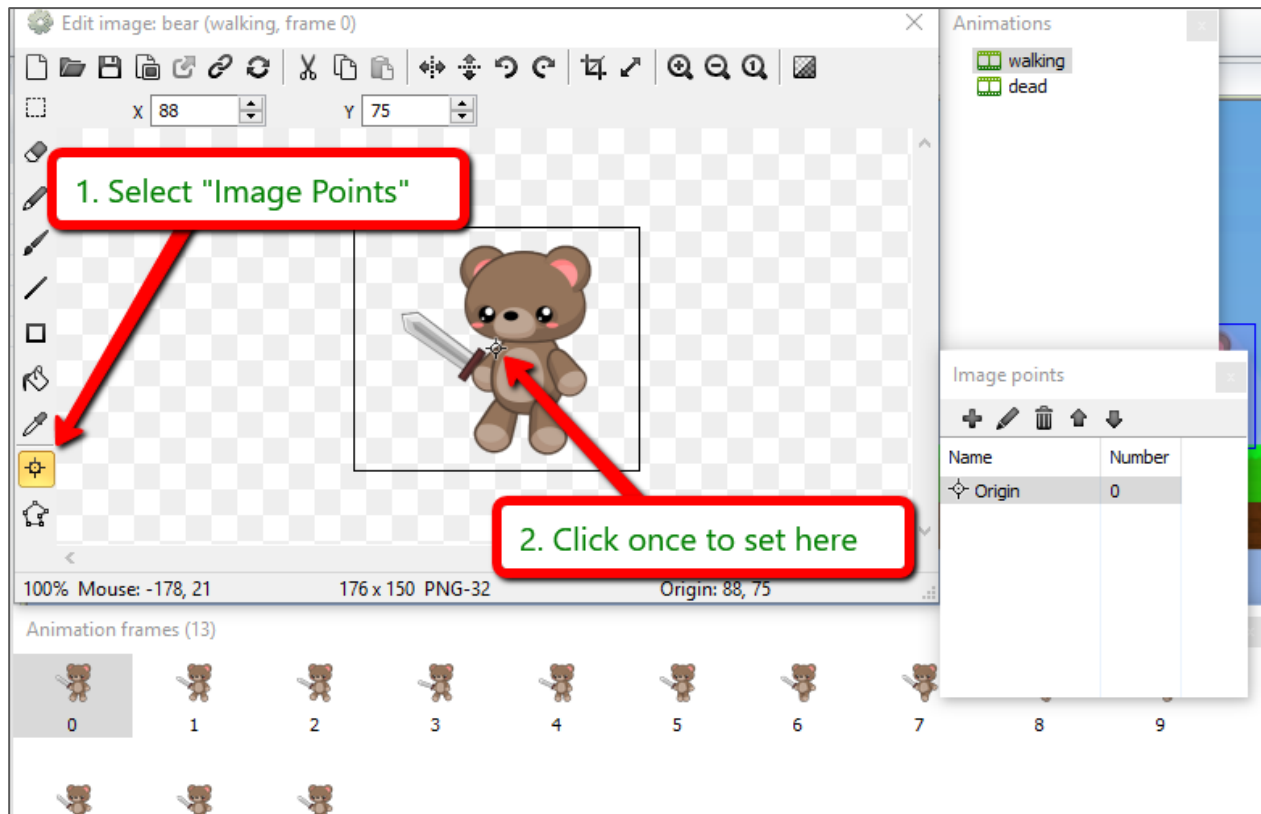 Edit image: bear (walking, frame 0)
X 88 Y 75
1. Select "Image Points"
2. Click once to set here
100% Mouse: -178, 21 176 x 150 PNG-32 Origin: 88, 75
Animations
walking
dead
Image points
Name Number
Origin 0
Animation frames (13)
0 1 2 3 4 5 6 7 8 9